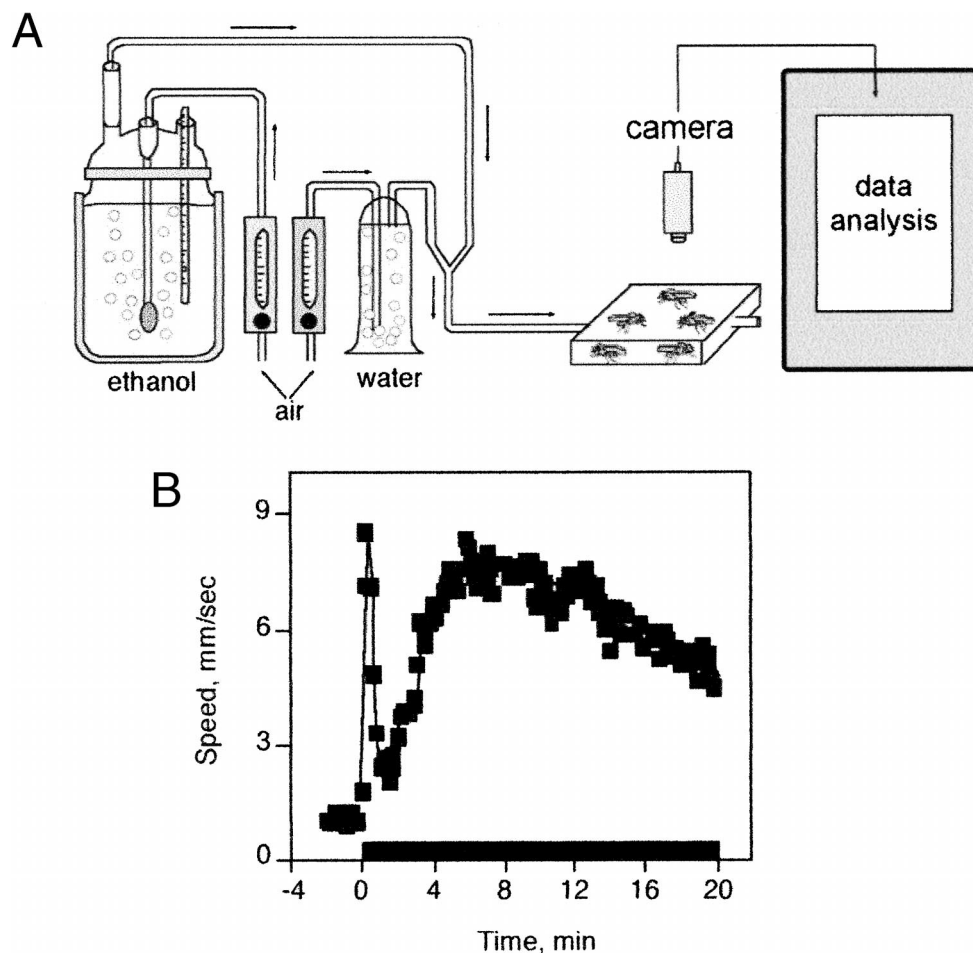 A
camera
data
analysis
ethanol
water
air
B
9
6
3
0
Speed, mm/sec
-4
0
4
8
12
16
20
Time, min